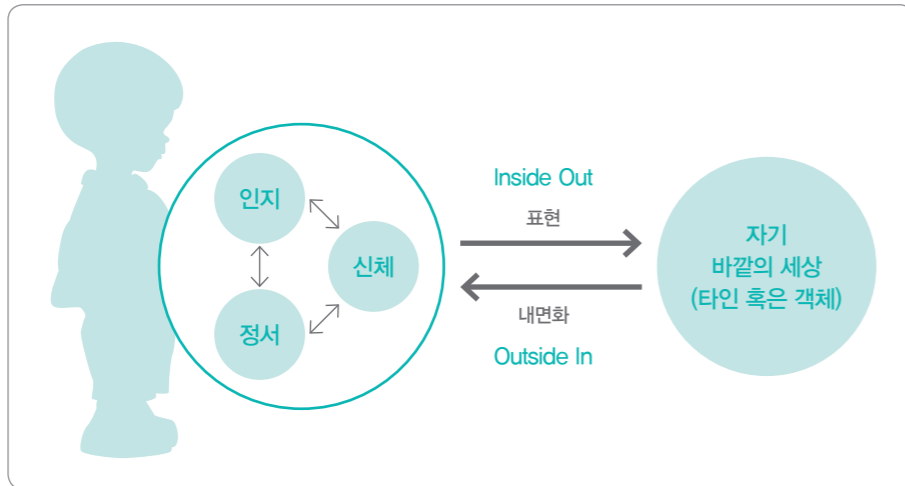 인지
신체
정서
Inside Out
표현
내면화
Outside In
자기
바깥의 세상
(타인 혹은 객체)